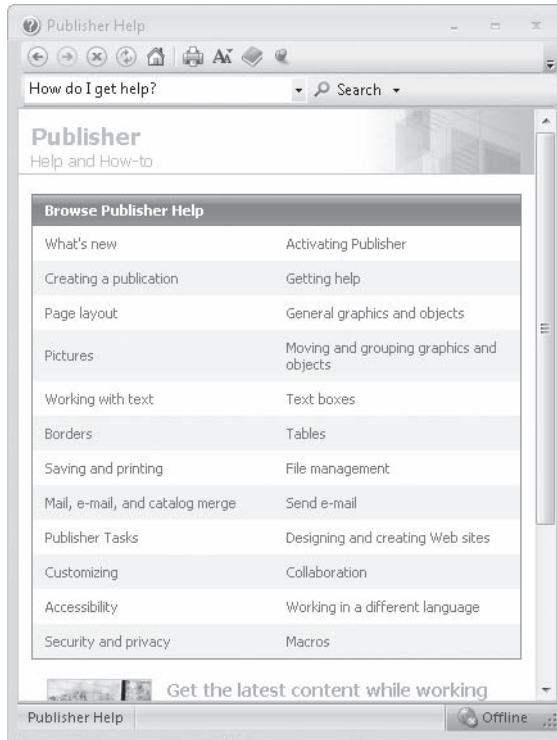 Publisher Help
How do I get help?
Search
Publisher
Help and How-to
Browse Publisher Help
What's new
Activating Publisher
Creating a publication
Getting help
Page layout
General graphics and objects
Pictures
Moving and grouping graphics and
objects
Working with text
Text boxes
Borders
Tables
Saving and printing
File management
Mail, e-mail, and catalog merge
Send e-mail
Publisher Tasks
Designing and creating Web sites
Customizing
Collaboration
Accessibility
Working in a different language
Security and privacy
Macros
Get the latest content while working
Publisher Help
Offline